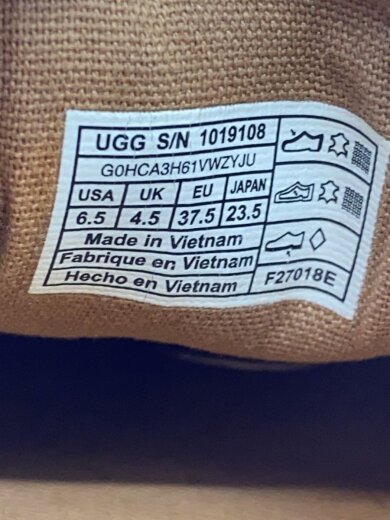 UGG S/N 1019108
G0HCA3H61VWZYJU
USA UK EU JAPAN
6.5 4.5 37.5 23.5
Made in Vietnam
Fabrique en Vietnam
Hecho en Vietnam
F27018E